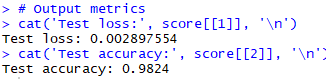 > # Output metrics
> cat('Test loss:', score[[1]], '\n')
Test loss: 0.002897554
> cat('Test accuracy:', score[[2]], '\n')
Test accuracy: 0.9824